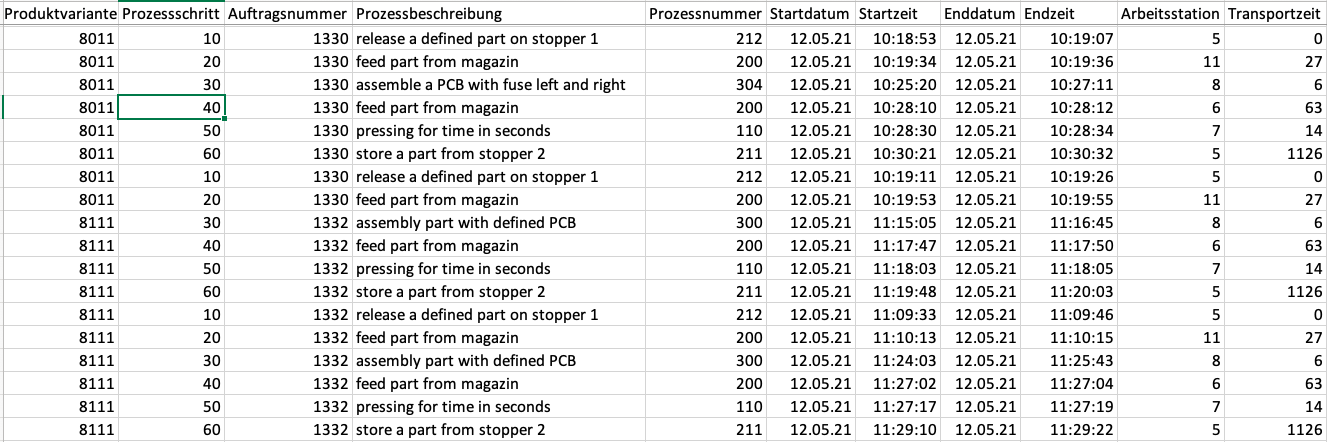 Produktvariante Prozessschritt Auftragsnummer Prozessbeschreibung Prozessnummer Startdatum Startzeit Enddatum Endzeit Arbeitsstation Transportzeit
8011 10 1330 release a defined part on stopper 1 212 12.05.21 10:18:53 12.05.21 10:19:07 5 0
8011 20 1330 feed part from magazin 200 12.05.21 10:19:34 12.05.21 10:19:36 11 27
8011 30 1330 assemble a PCB with fuse left and right 304 12.05.21 10:25:20 12.05.21 10:27:11 8 6
8011 40 1330 feed part from magazin 200 12.05.21 10:28:10 12.05.21 10:28:12 6 63
8011 50 1330 pressing for time in seconds 110 12.05.21 10:28:30 12.05.21 10:28:34 7 14
8011 60 1330 store a part from stopper 2 211 12.05.21 10:30:21 12.05.21 10:30:32 5 1126
8011 10 1330 release a defined part on stopper 1 212 12.05.21 10:19:11 12.05.21 10:19:26 5 0
8011 20 1330 feed part from magazin 200 12.05.21 10:19:53 12.05.21 10:19:55 11 27
8111 30 1332 assembly part with defined PCB 300 12.05.21 11:15:05 12.05.21 11:16:45 8 6
8111 40 1332 feed part from magazin 200 12.05.21 11:17:47 12.05.21 11:17:50 6 63
8111 50 1332 pressing for time in seconds 110 12.05.21 11:18:03 12.05.21 11:18:05 7 14
8111 60 1332 store a part from stopper 2 211 12.05.21 11:19:48 12.05.21 11:20:03 5 1126
8111 10 1332 release a defined part on stopper 1 212 12.05.21 11:09:33 12.05.21 11:09:46 5 0
8111 20 1332 feed part from magazin 200 12.05.21 11:10:13 12.05.21 11:10:15 11 27
8111 30 1332 assembly part with defined PCB 300 12.05.21 11:24:03 12.05.21 11:25:43 8 6
8111 40 1332 feed part from magazin 200 12.05.21 11:27:02 12.05.21 11:27:04 6 63
8111 50 1332 pressing for time in seconds 110 12.05.21 11:27:17 12.05.21 11:27:19 7 14
8111 60 1332 store a part from stopper 2 211 12.05.21 11:29:10 12.05.21 11:29:22 5 1126